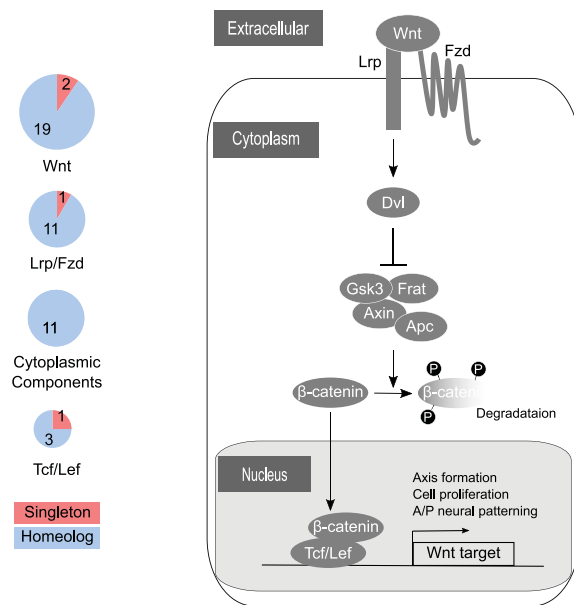 2
19
Wnt
1
11
Lrp/Fzd
11
Cytoplasmic
Components
1
3
Tcf/Lef
Singleton
Homeolog
Extracellular
Wnt
Lrp
Fzd
Cytoplasm
Dvl
Gsk3
Frat
Axin
Apc
β-catenin
P
P
P
β-catenin
Degradataion
Nucleus
Axis formation
Cell proliferation
A/P neural patterning
β-catenin
Tcf/Lef
Wnt target